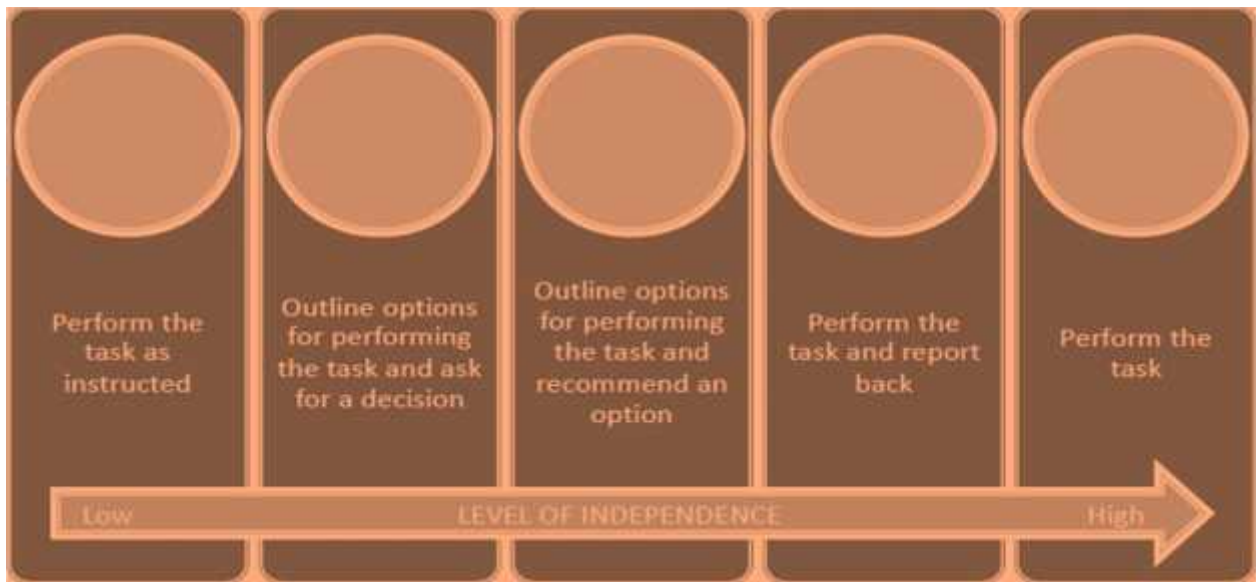 Perform the
task as
instructed
Outline options
for performing
the task and ask
for a decision
Outline options
for performing
the task and
recommend an
option
Perform the
task and report
back
Perform the
task
Low
LEVEL OF INDEPENDENCE
High